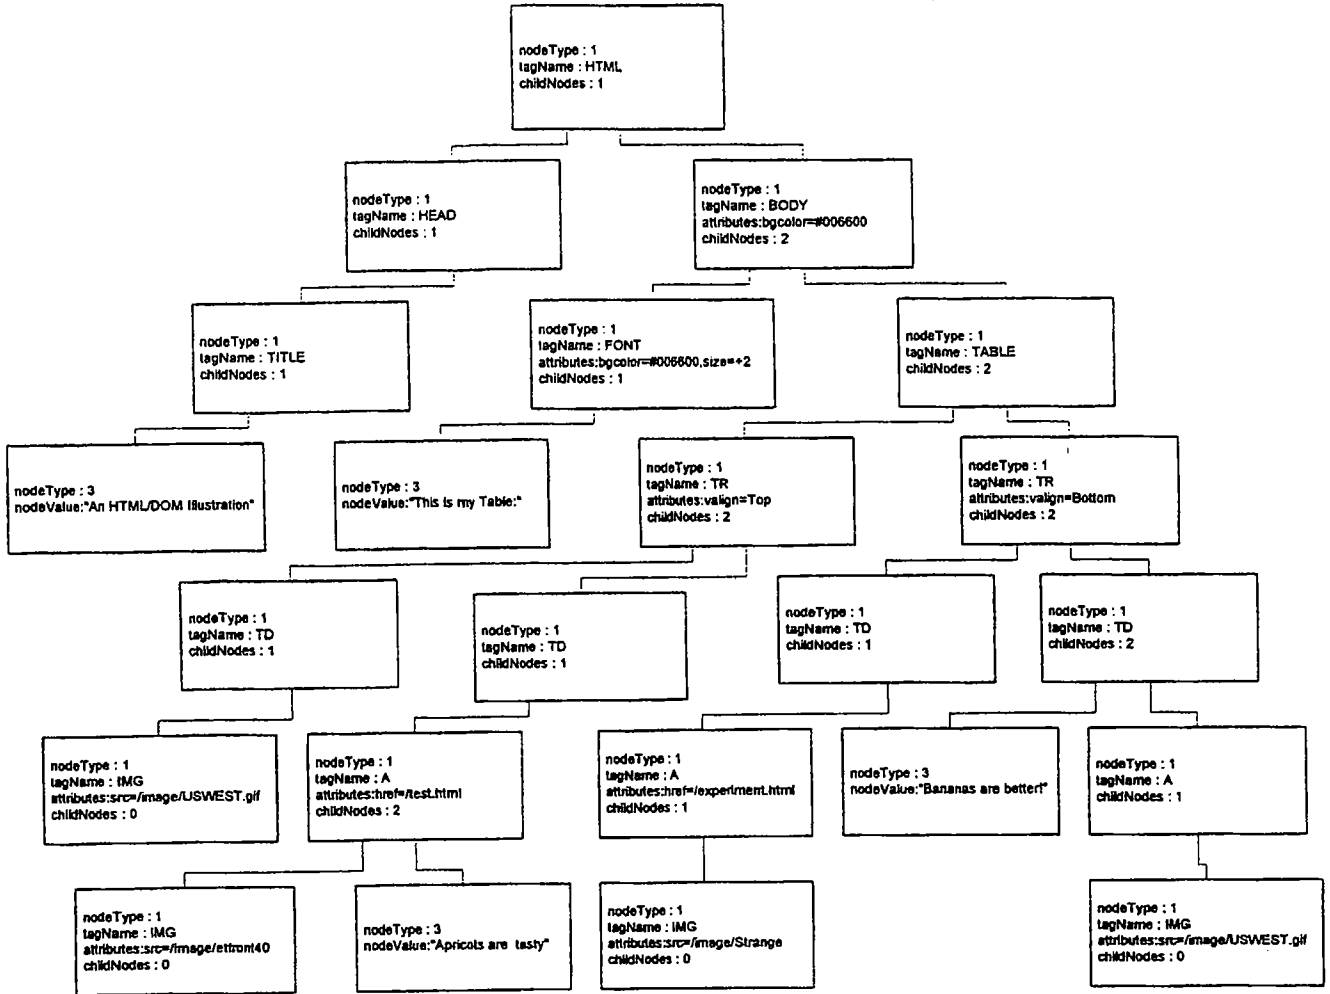 nodeType : 1
tagName : HTML
childNodes : 1
nodeType : 1
tagName : HEAD
childNodes : 1
nodeType : 1
tagName : BODY
attributes:bgcolor=#006600
childNodes : 2
nodeType : 1
tagName : TITLE
childNodes : 1
nodeType : 1
tagName : FONT
attributes:bgcolor=#006600,size=+2
childNodes : 1
nodeType : 1
tagName : TABLE
childNodes : 2
nodeType : 3
nodeValue:"An HTML/DOM Illustration"
nodeType : 3
nodeValue:"This is my Table:"
nodeType : 1
tagName : TR
attributes:valign=Top
childNodes : 2
nodeType : 1
tagName : TR
attributes:valign=Bottom
childNodes : 2
nodeType : 1
tagName : TD
childNodes : 1
nodeType : 1
tagName : TD
childNodes : 1
nodeType : 1
tagName : TD
childNodes : 1
nodeType : 1
tagName : TD
childNodes : 2
nodeType : 1
tagName : IMG
attributes:src=/image/USWEST.gif
childNodes : 0
nodeType : 1
tagName : A
attributes:href=/test.html
childNodes : 2
nodeType : 1
tagName : A
attributes:href=/experiment.html
childNodes : 1
nodeType : 3
nodeValue:"Bananas are better!"
nodeType : 1
tagName : A
childNodes : 1
nodeType : 1
tagName : IMG
attributes:src=/image/etfront40
childNodes : 0
nodeType : 3
nodeValue:"Apricots are tasty"
nodeType : 1
tagName : IMG
attributes:src=/image/Strange
childNodes : 0
nodeType : 1
tagName : IMG
attributes:src=/image/USWEST.gif
childNodes : 0